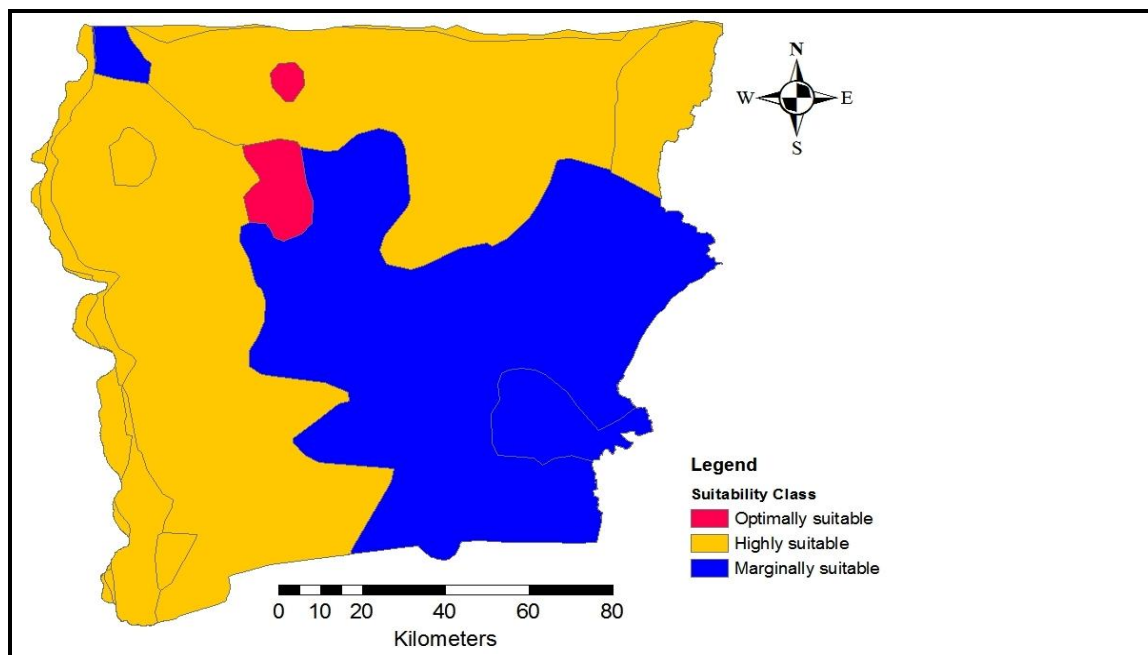 N
W E
S
Legend
Suitability Class
Optimally suitable
Highly suitable
Marginally suitable
0 10 20 40 60 80
Kilometers